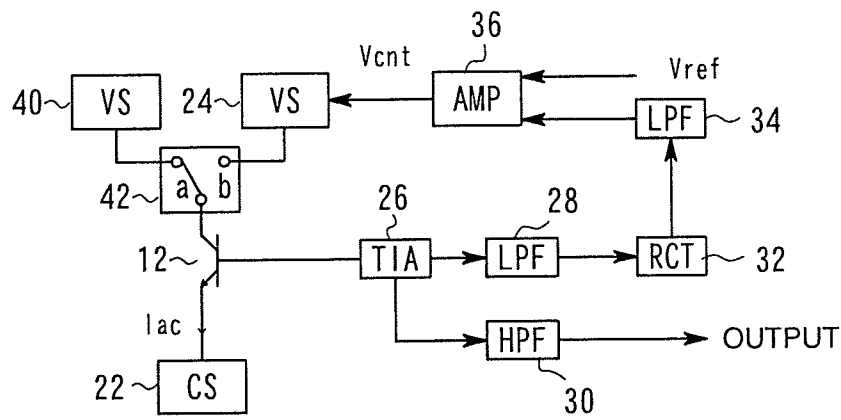 36
Vcnt
Vref
40 VS
24 VS
AMP
LPF 34
a b
42
26
28
12
TIA
LPF
RCT 32
Iac
HPF
OUTPUT
22 CS
30